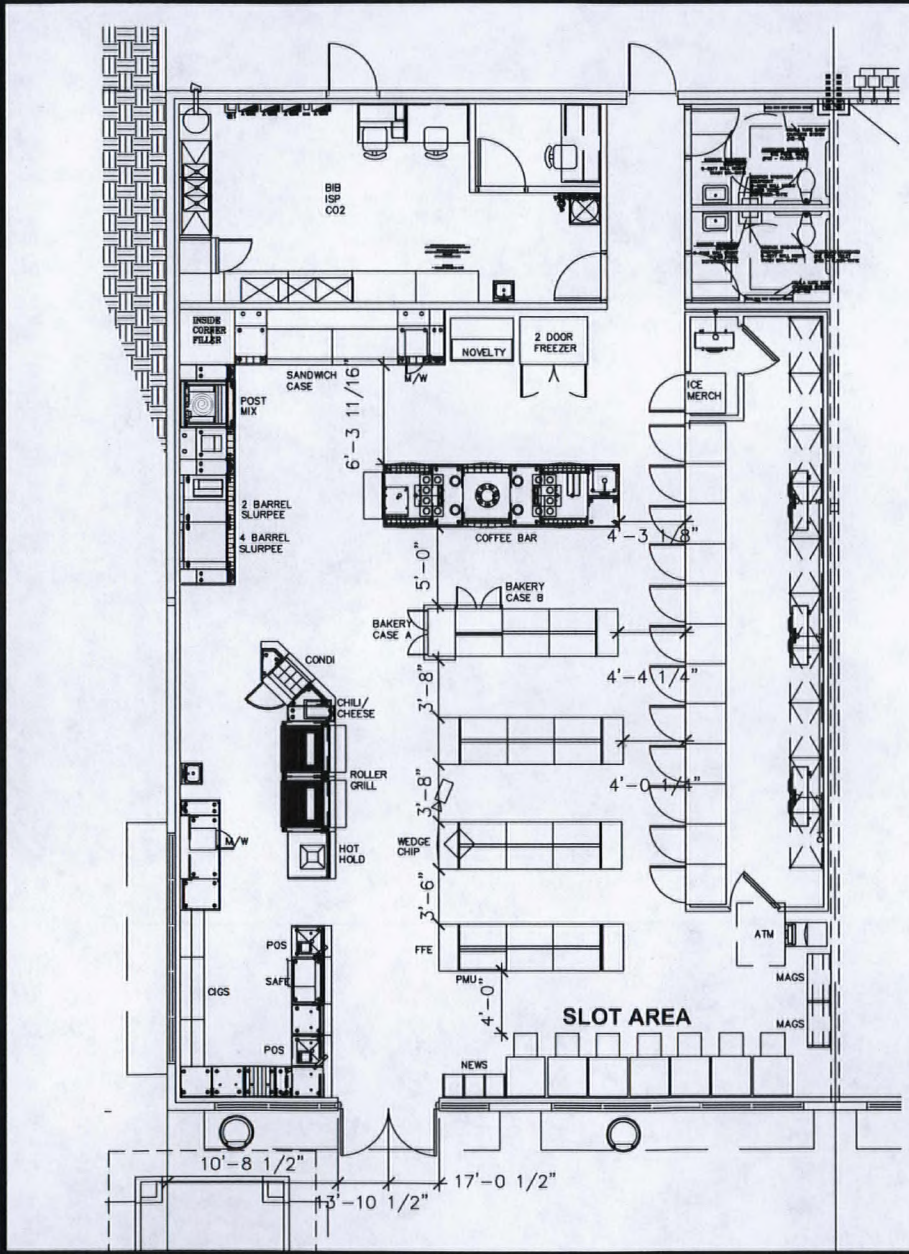 BIB
ISP
CO2
INSIDE
CORNER
FILLER
SANDWICH
CASE
M/W
NOVELTY
2 DOOR
FREEZER
ICE
MERCH
POST
MIX
6'-3 11/16"
2 BARREL
SLURPEE
4 BARREL
SLURPEE
COFFEE BAR
4'-3 1/8"
5'-0"
BAKERY
CASE B
BAKERY
CASE A
CONDI
4'-4 1/4"
3'-8"
CHILI/
CHEESE
ROLLER
GRILL
3'-8"
4'-0 1/4"
M/W
HOT
HOLD
WEDGE
CHIP
3'-6"
POS
FFE
ATM
SAFE
CIGS
PMU
MAGS
4'-0"
SLOT AREA
MAGS
POS
NEWS
10'-8 1/2"
17'-0 1/2"
13'-10 1/2"